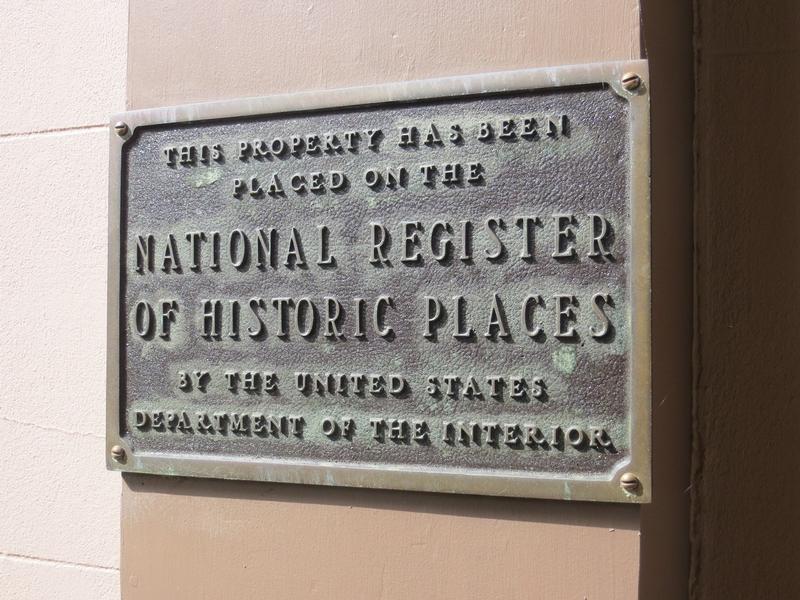 THIS PROPERTY HAS BEEN
PLACED ON THE
NATIONAL REGISTER
OF HISTORIC PLACES
BY THE UNITED STATES
DEPARTMENT OF THE INTERIOR